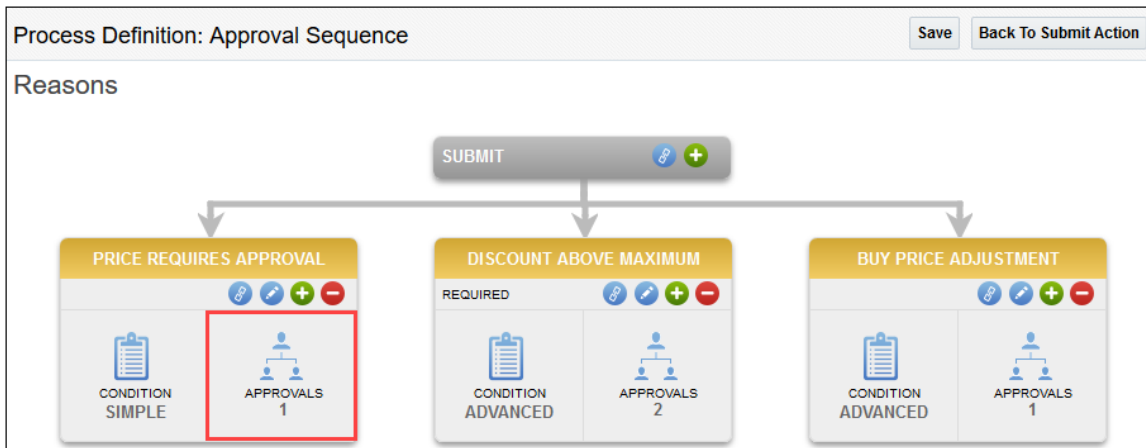 Process Definition: Approval Sequence
Save
Back To Submit Action
Reasons
SUBMIT
PRICE REQUIRES APPROVAL
CONDITION
SIMPLE
APPROVALS
1
DISCOUNT ABOVE MAXIMUM
REQUIRED
CONDITION
ADVANCED
APPROVALS
2
BUY PRICE ADJUSTMENT
CONDITION
ADVANCED
APPROVALS
1